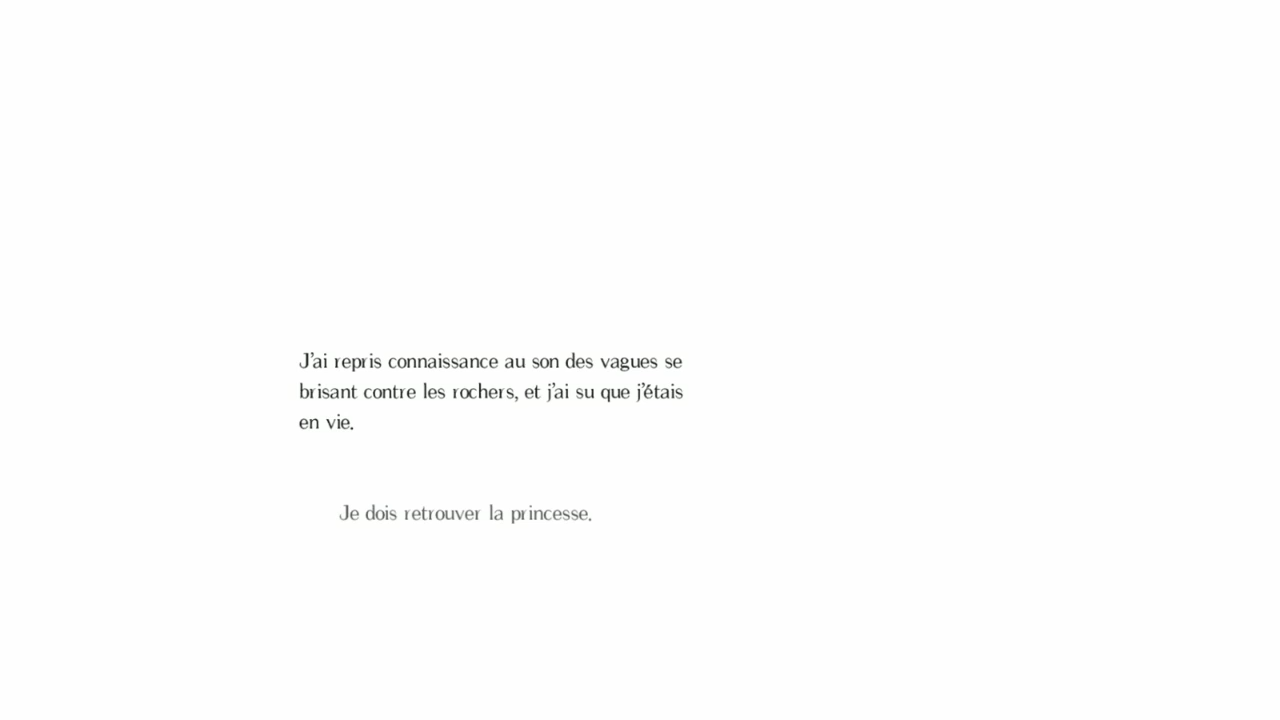 J'ai repris connaissance au son des vagues se
brisant contre les rochers, et j'ai su que j'étais
en vie.
Je dois retrouver la princesse.